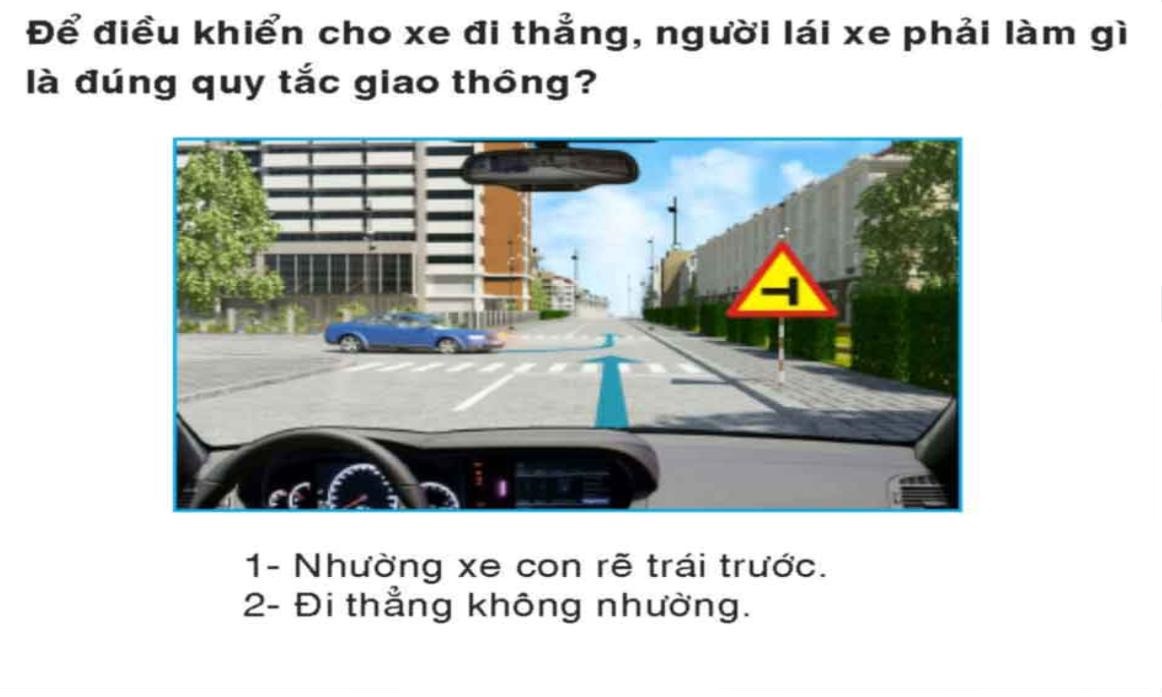 Để điều khiển cho xe đi thẳng, người lái xe phải làm gì
là đúng quy tắc giao thông?
1- Nhường xe con rẽ trái trước.
2- Đi thẳng không nhường.